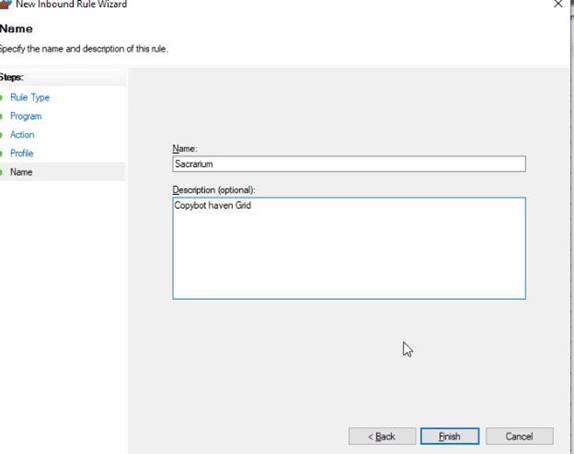 New Inbound Rule Wizard
Name
Specify the name and description of this rule.
Steps:
Rule Type
Program
Action
Profile
Name
Name:
Sacrarium
Description (optional):
Copybot haven Grid
< Back
Finish
Cancel